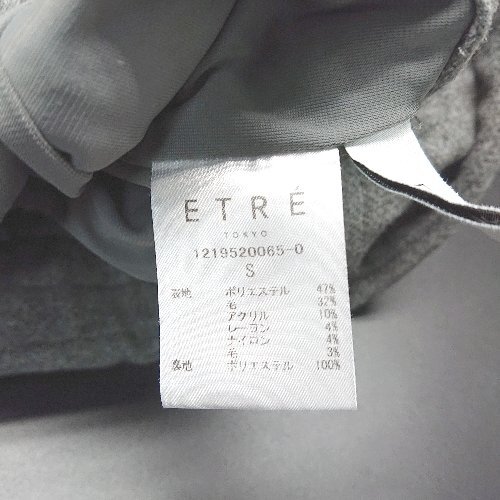 ETRÉ
TOKYO
1219520065-0
S
表地 ポリエステル 47%
毛 32%
アクリル 10%
レーヨン 4%
ナイロン 4%
毛 3%
裏地 ポリエステル 100%